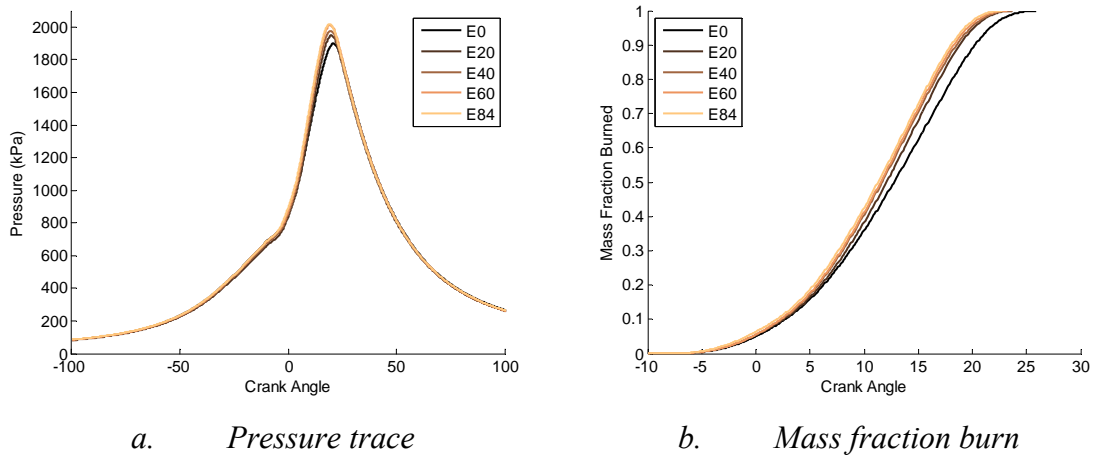 2000
1800
1600
1400
1200
1000
800
600
400
200
0
Pressure (kPa)
-100
-50
0
50
100
Crank Angle
E0
E20
E40
E60
E84
1
0.9
0.8
0.7
0.6
0.5
0.4
0.3
0.2
0.1
0
Mass Fraction Burned
-10
-5
0
5
10
15
20
25
30
Crank Angle
E0
E20
E40
E60
E84
a. Pressure trace
b. Mass fraction burn